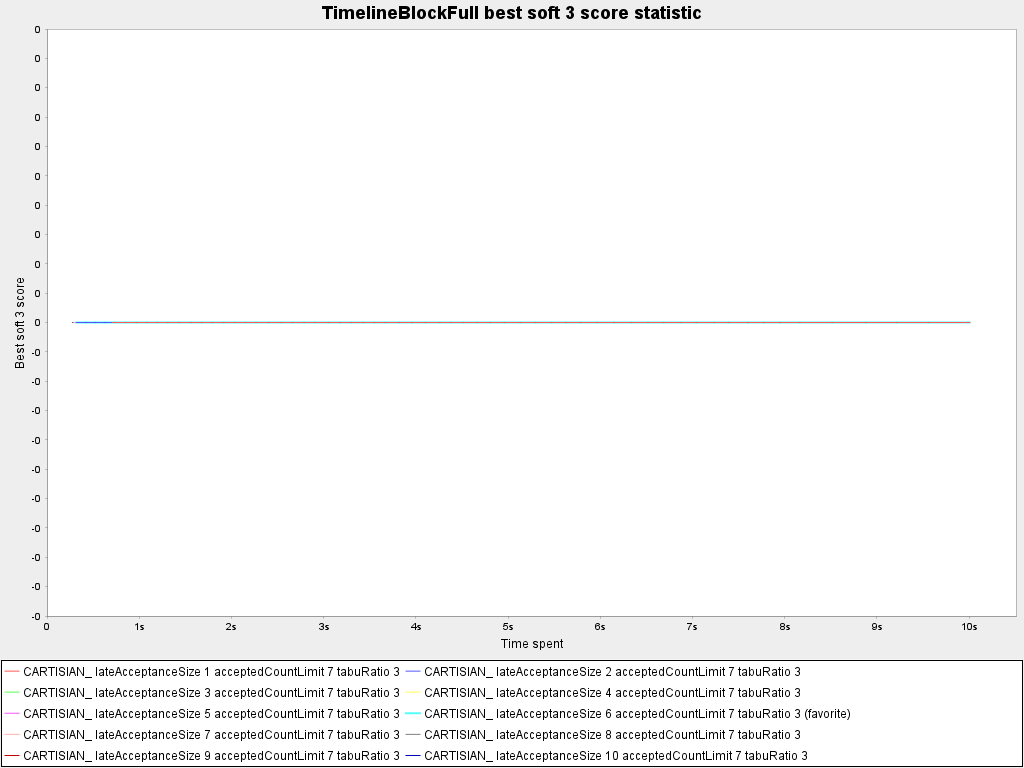 TimelineBlockFull best soft 3 score statistic
0
0
0
0
0
0
0
0
0
0
0
-0
-0
-0
-0
-0
-0
-0
-0
-0
-0
Best soft 3 score
0 1s 2s 3s 4s 5s 6s 7s 8s 9s 10s
Time spent
CARTISIAN_ lateAcceptanceSize 1 acceptedCountLimit 7 tabuRatio 3 CARTISIAN_ lateAcceptanceSize 2 acceptedCountLimit 7 tabuRatio 3
CARTISIAN_ lateAcceptanceSize 3 acceptedCountLimit 7 tabuRatio 3 CARTISIAN_ lateAcceptanceSize 4 acceptedCountLimit 7 tabuRatio 3
CARTISIAN_ lateAcceptanceSize 5 acceptedCountLimit 7 tabuRatio 3 CARTISIAN_ lateAcceptanceSize 6 acceptedCountLimit 7 tabuRatio 3 (favorite)
CARTISIAN_ lateAcceptanceSize 7 acceptedCountLimit 7 tabuRatio 3 CARTISIAN_ lateAcceptanceSize 8 acceptedCountLimit 7 tabuRatio 3
CARTISIAN_ lateAcceptanceSize 9 acceptedCountLimit 7 tabuRatio 3 CARTISIAN_ lateAcceptanceSize 10 acceptedCountLimit 7 tabuRatio 3